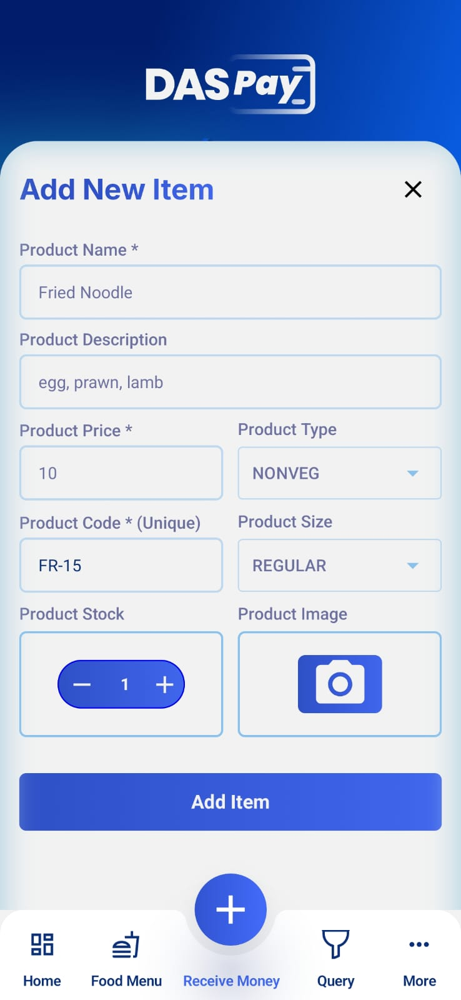 DAS Pay
Add New Item
Product Name *
Fried Noodle
Product Description
egg, prawn, lamb
Product Price *
Product Type
10
NONVEG
Product Code * (Unique)
Product Size
FR-15
REGULAR
Product Stock
Product Image
1
Add Item
Home
Food Menu
Receive Money
Query
More